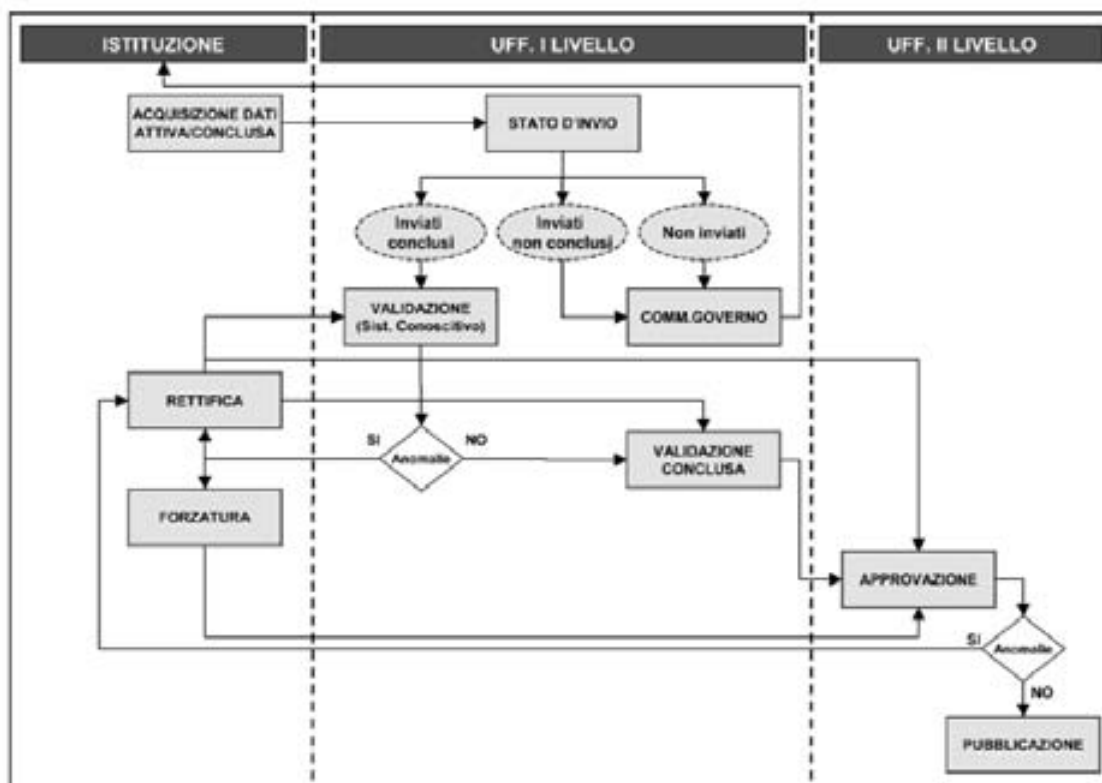 ISTITUZIONE
UFF. I LIVELLO
UFF. II LIVELLO
ACQUISIZIONE DATI
ATTIVA/CONCLUSA
STATO D'INVIO
Inviati
conclusi
Inviati
non conclusi
Non inviati
VALIDAZIONE
(Sist. Conoscitivo)
COMM.GOVERNO
RETTIFICA
SI
Anomalie
NO
VALIDAZIONE
CONCLUSA
FORZATURA
APPROVAZIONE
SI
Anomalie
NO
PUBBLICAZIONE